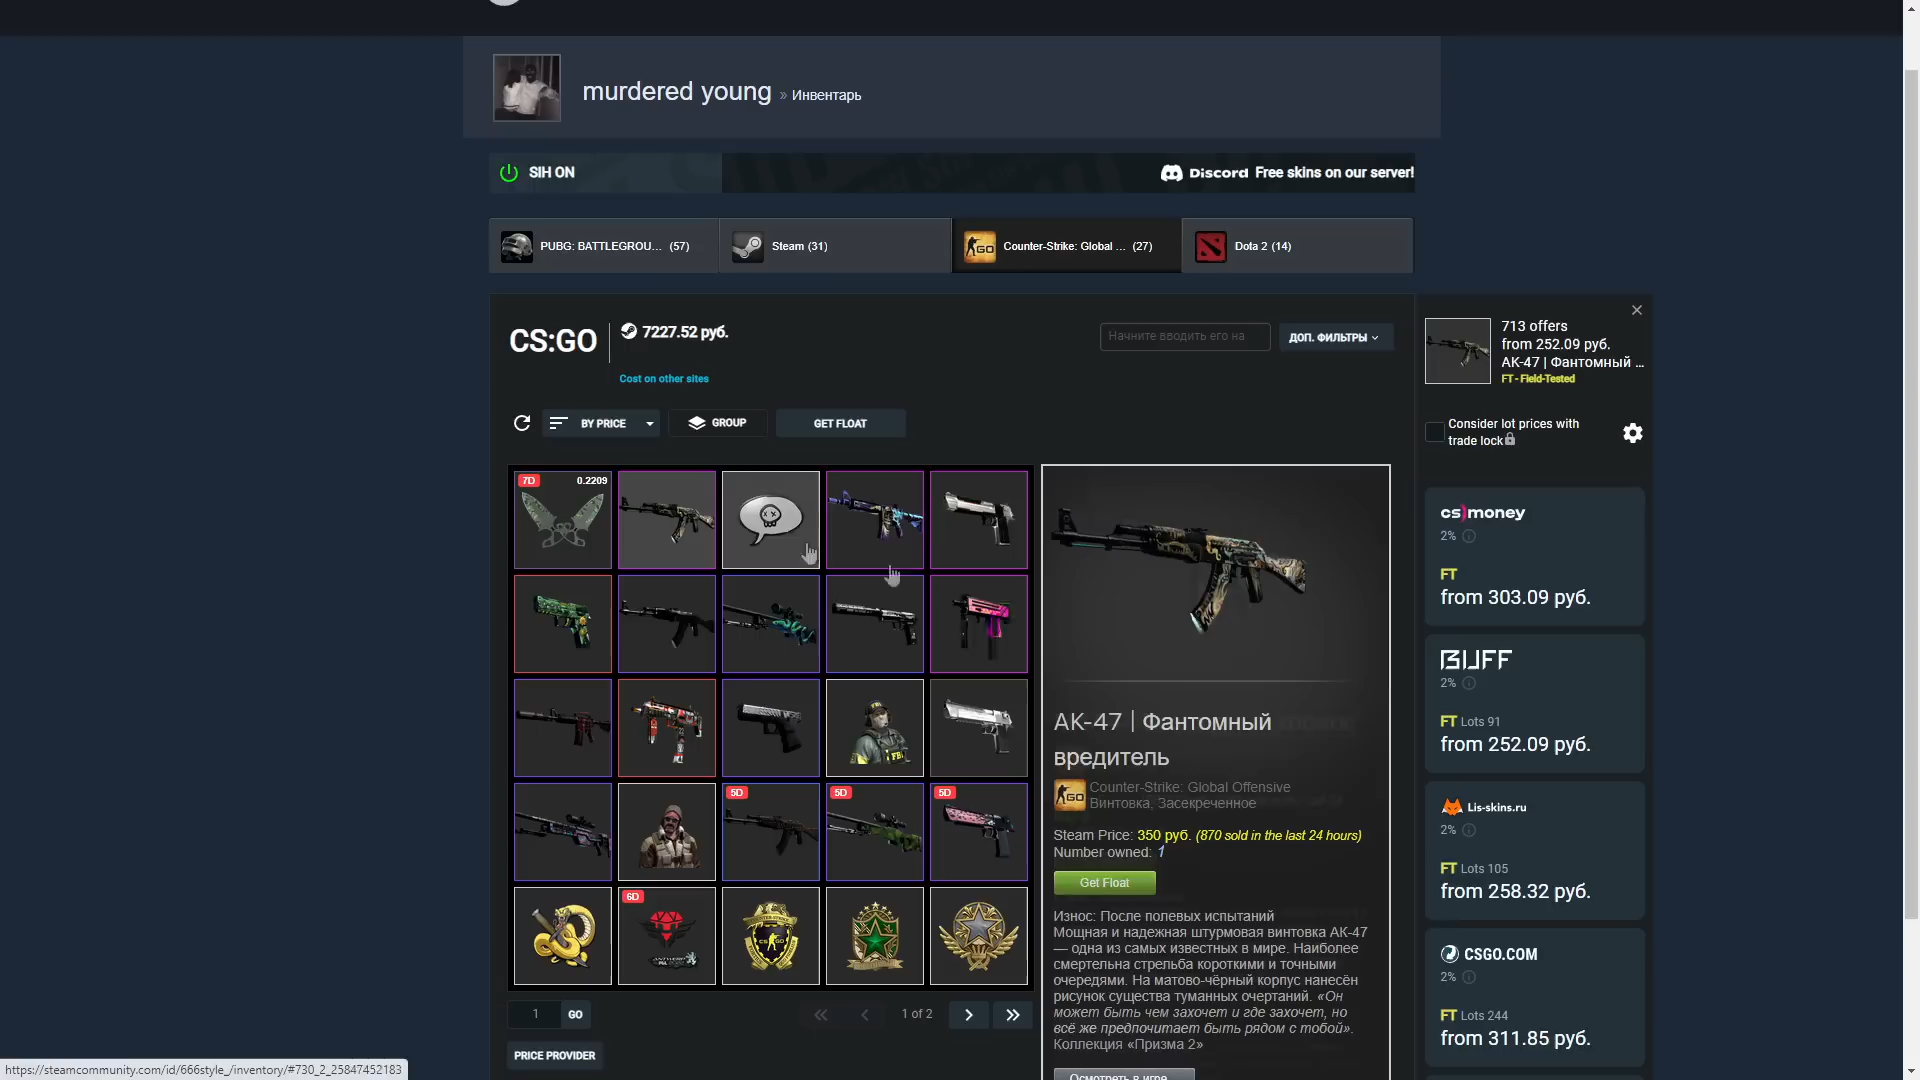 murdered young » Инвентарь
SIH ON
Discord Free skins on our server!
PUBG: BATTLEGROU... (57)
Steam (31)
Counter-Strike: Global ... (27)
Dota 2 (14)
CS:GO
7227.52 руб.
Cost on other sites
Начните вводить его на
ДОП. ФИЛЬТРЫ
BY PRICE
GROUP
GET FLOAT
7D
0.2209
5D
5D
5D
6D
1
GO
1 of 2
PRICE PROVIDER
АК-47 | Фантомный
вредитель
Counter-Strike: Global Offensive
Винтовка, Засекреченное
Steam Price: 350 руб. (870 sold in the last 24 hours)
Number owned: 1
Get Float
Износ: После полевых испытаний
Мощная и надежная штурмовая винтовка АК-47
— одна из самых известных в мире. Наиболее
смертельна стрельба короткими и точными
очередями. На матово-чёрный корпус нанесён
рисунок существа туманных очертаний. «Он
может быть чем захочет и где захочет, но
всё же предпочитает быть рядом с тобой».
Коллекция «Призма 2»
Осмотреть в игре...
713 offers
from 252.09 руб.
АК-47 | Фантомный ...
FT - Field-Tested
Consider lot prices with
trade lock
cs money
2%
FT
from 303.09 руб.
BUFF
2%
FT Lots 91
from 252.09 руб.
Lis-skins.ru
2%
FT Lots 105
from 258.32 руб.
CSGO.COM
2%
FT Lots 244
from 311.85 руб.
https://steamcommunity.com/id/666style_/inventory/#730_2_25847452183